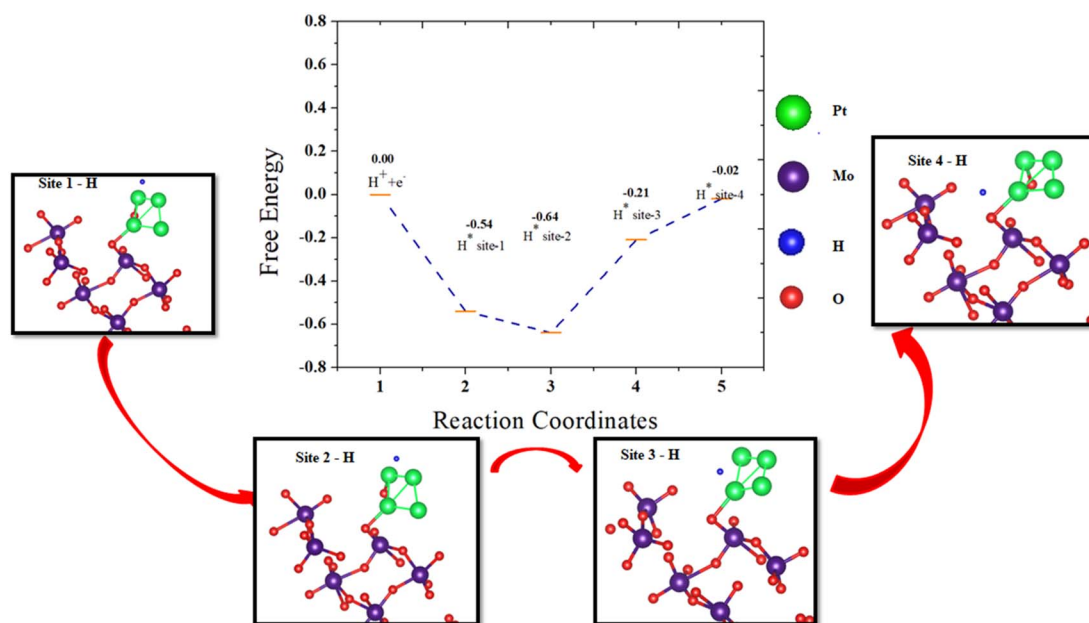 0.8
0.6
0.4
0.2
0.0
-0.2
-0.4
-0.6
-0.8
Free Energy
0.00
H+ +e-
-0.54
H* site-1
-0.64
H* site-2
-0.21
H* site-3
-0.02
H* site-4
1 2 3 4 5
Reaction Coordinates
Pt
Mo
H
O
Site 1 - H
Site 4 - H
Site 2 - H
Site 3 - H